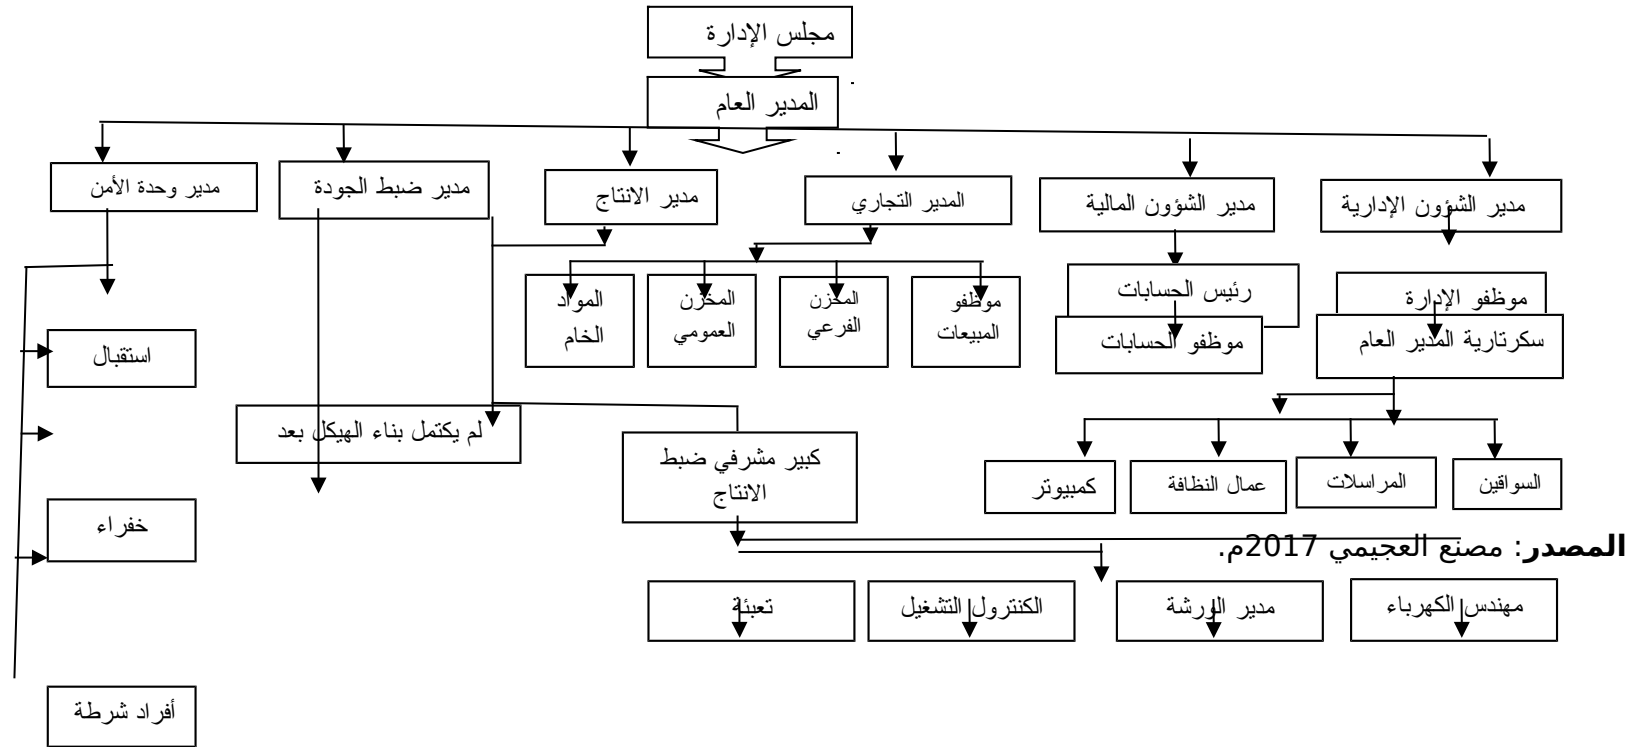 مجلس الإدارة
المدير العام
مدير الشؤون الإدارية
مدير الشؤون المالية
المدير التجاري
مدير الانتاج
مدير ضبط الجودة
مدير وحدة الأمن
موظفو الإدارة
سكرتارية المدير العام
رئيس الحسابات
موظفو الحسابات
موظفو
المبيعات
المخزن
الفرعي
المخزن
العمومي
المواد
الخام
استقبال
لم يكتمل بناء الهيكل بعد
كبير مشرفي ضبط
الانتاج
السواقين
المراسلات
عمال النظافة
كمبيوتر
خفراء
المصدر: مصنع العجيمي 2017م.
مهندس الكهرباء
مدير الورشة
الكنترول التشغيل
تعبئة
أفراد شرطة